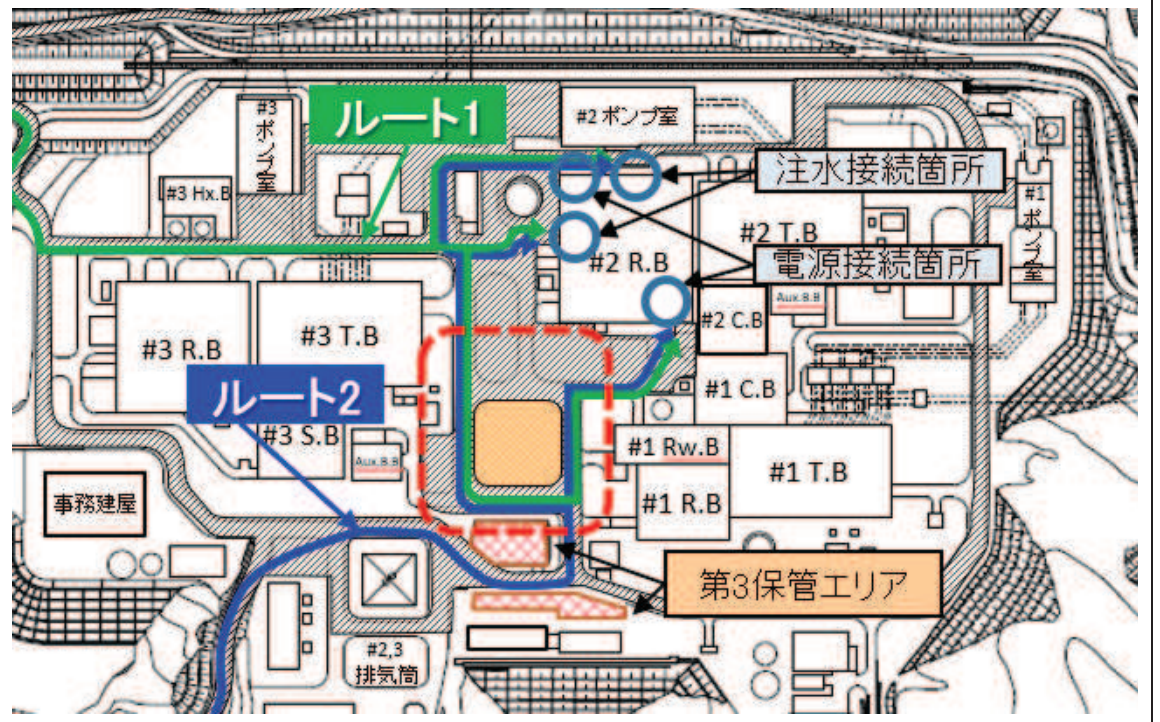 ルート1
#3
ポンプ室
#2 ポンプ室
注水接続箇所
#3 Hx.B
#1
ポンプ室
#2 T.B
#2 R.B
電源接続箇所
Aux.B.B
#2 C.B
#3 R.B
#3 T.B
ルート2
#1 C.B
#3 S.B
Aux.B.B
#1 Rw.B
#1 T.B
#1 R.B
事務建屋
第3保管エリア
#2,3
排気筒